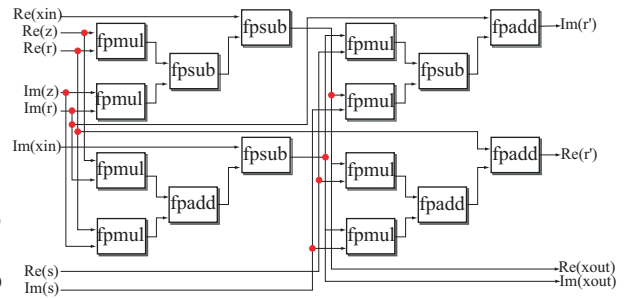 Re(xin)
Re(z)
Re(r)
Im(z)
Im(r)
Im(xin)
Re(s)
Im(s)
fpmul
fpmul
fpsub
fpsub
fpmul
fpmul
fpadd
fpsub
fpmul
fpmul
fpsub
fpadd
fpmul
fpmul
fpadd
fpadd
Im(r')
Re(r')
Re(xout)
Im(xout)